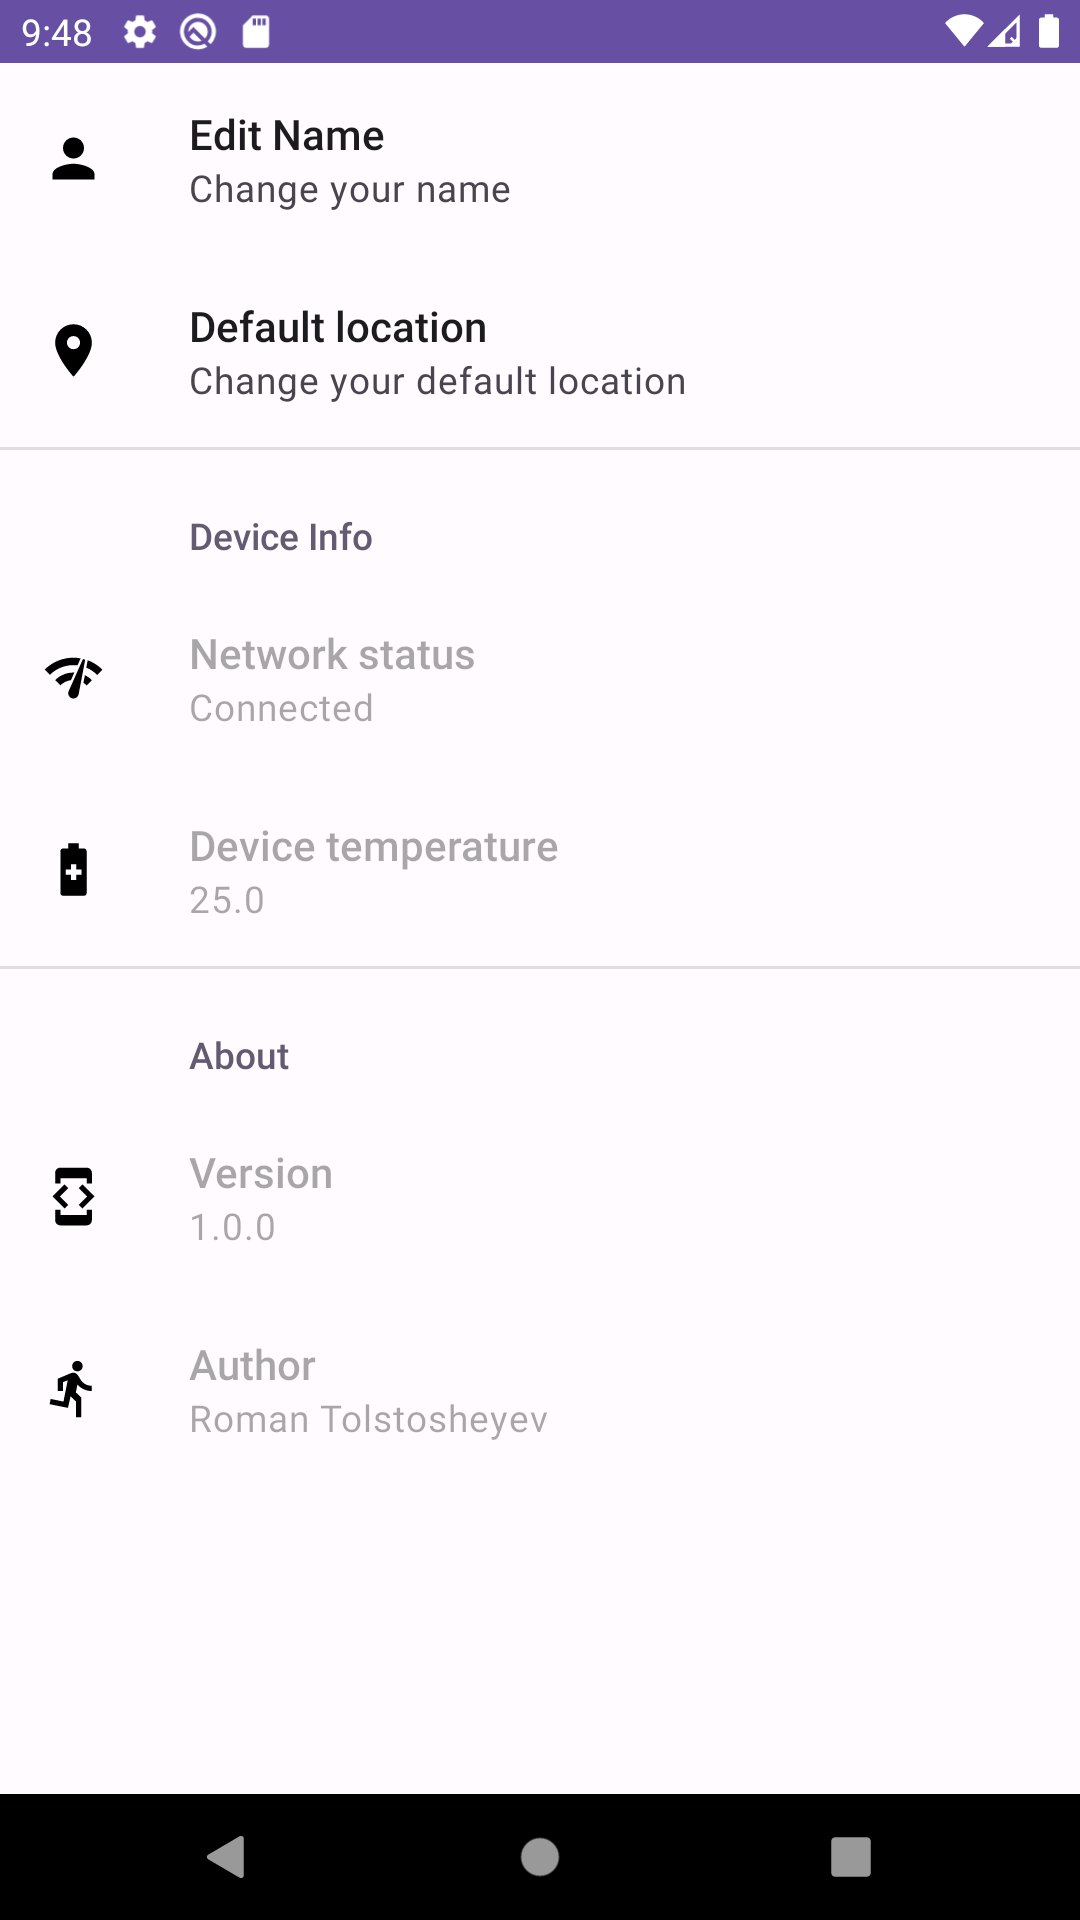 9:48
Edit Name
Change your name
Default location
Change your default location
Device Info
Network status
Connected
Device temperature
25.0
About
Version
1.0.0
Author
Roman Tolstosheyev